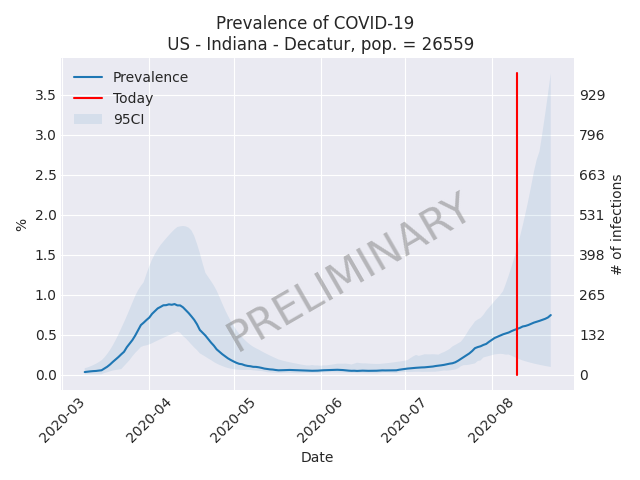 Prevalence of COVID-19
US - Indiana - Decatur, pop. = 26559
Prevalence
Today
95CI
3.5
3.0
2.5
2.0
1.5
1.0
0.5
0.0
%
929
796
663
531
398
265
132
0
# of infections
PRELIMINARY
2020-03
2020-04
2020-05
2020-06
2020-07
2020-08
Date